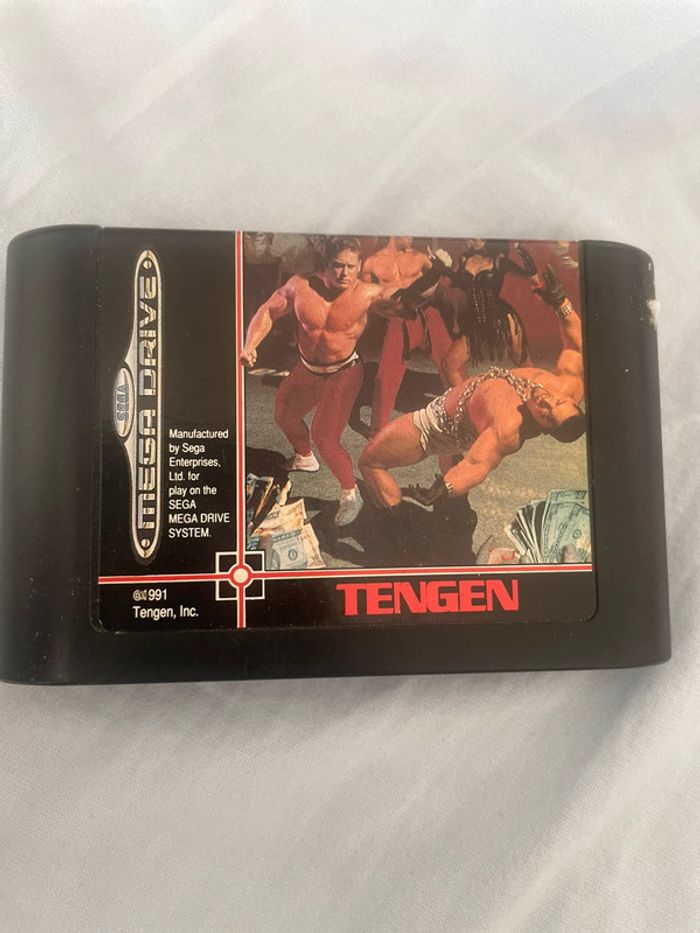 SEGA
MEGA DRIVE
Manufactured
by Sega
Enterprises,
Ltd. for
play on the
SEGA
MEGA DRIVE
SYSTEM.
©1991
Tengen, Inc.
TENGEN